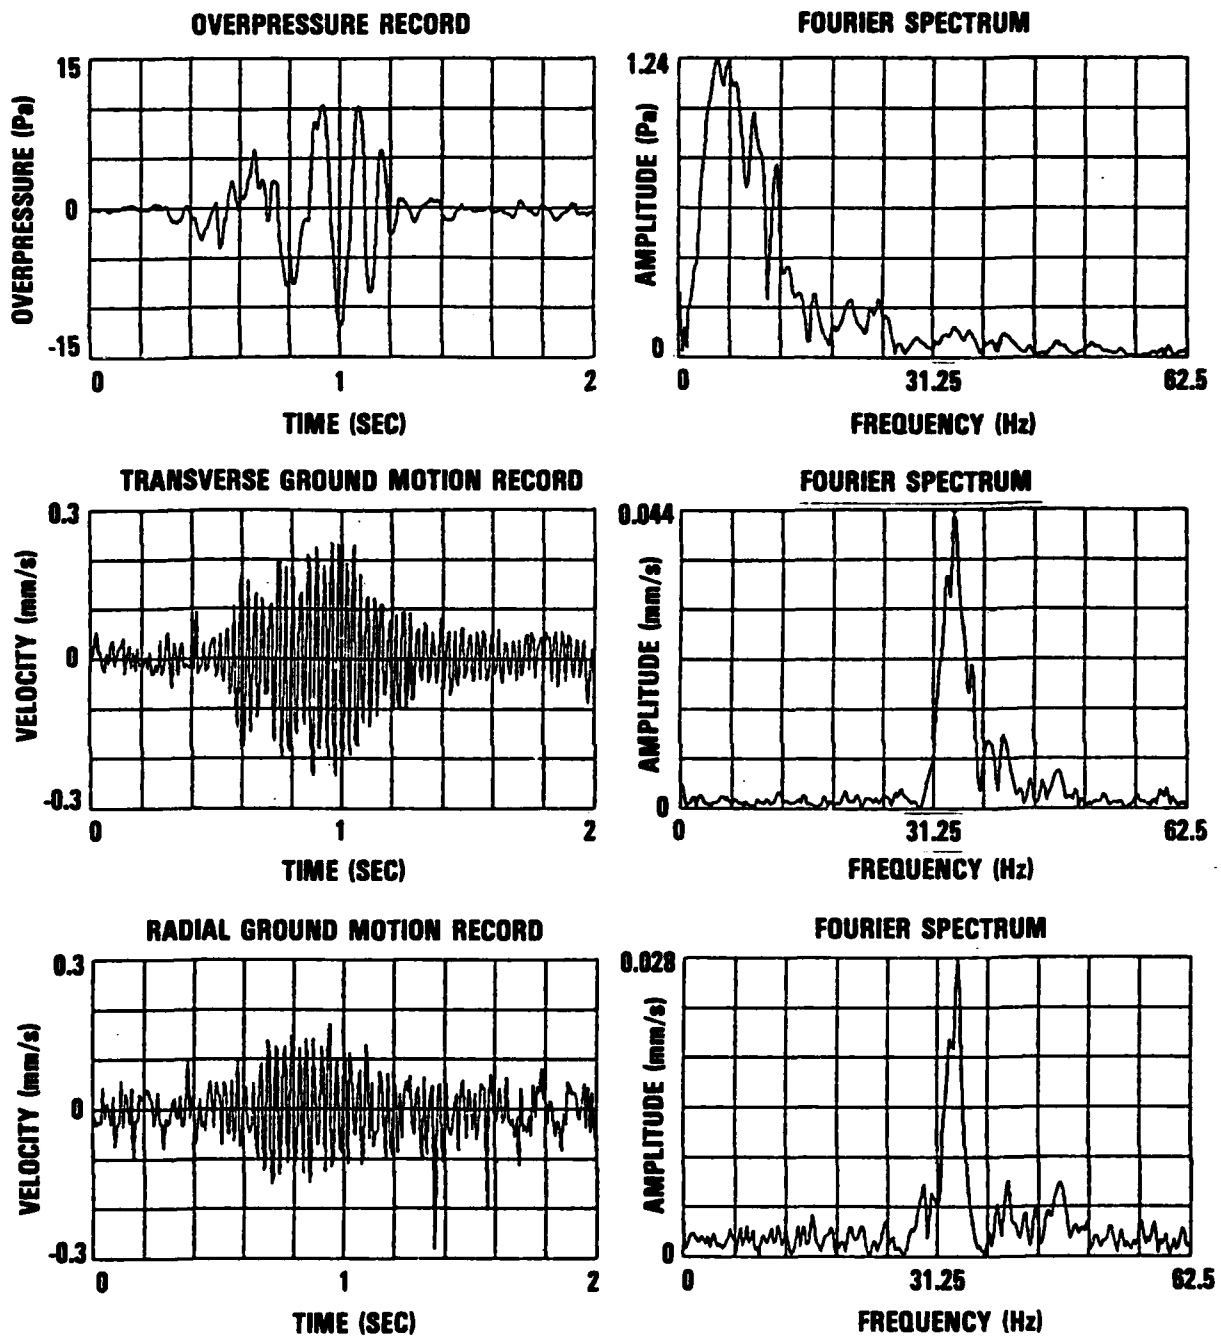 OVERPRESSURE RECORD
FOURIER SPECTRUM
15
0
-15
OVERPRESSURE (Pa)
0 1 2
TIME (SEC)
1.24
0
AMPLITUDE (Pa)
0 31.25 62.5
FREQUENCY (Hz)
TRANSVERSE GROUND MOTION RECORD
FOURIER SPECTRUM
0.3
0
-0.3
VELOCITY (mm/s)
0 1 2
TIME (SEC)
0.044
0
AMPLITUDE (mm/s)
0 31.25 62.5
FREQUENCY (Hz)
RADIAL GROUND MOTION RECORD
FOURIER SPECTRUM
0.3
0
-0.3
VELOCITY (mm/s)
0 1 2
TIME (SEC)
0.028
0
AMPLITUDE (mm/s)
0 31.25 62.5
FREQUENCY (Hz)